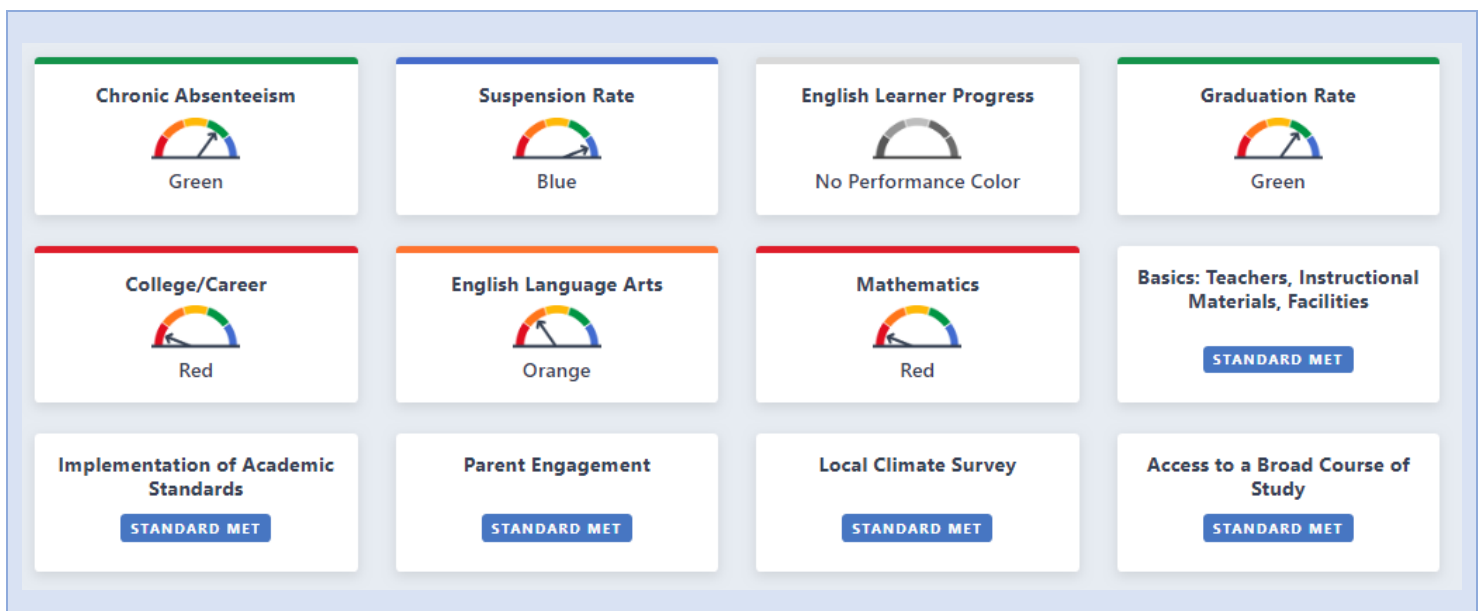 Chronic Absenteeism
Green
Suspension Rate
Blue
English Learner Progress
No Performance Color
Graduation Rate
Green
College/Career
Red
English Language Arts
Orange
Mathematics
Red
Basics: Teachers, Instructional
Materials, Facilities
STANDARD MET
Implementation of Academic
Standards
STANDARD MET
Parent Engagement
STANDARD MET
Local Climate Survey
STANDARD MET
Access to a Broad Course of
Study
STANDARD MET